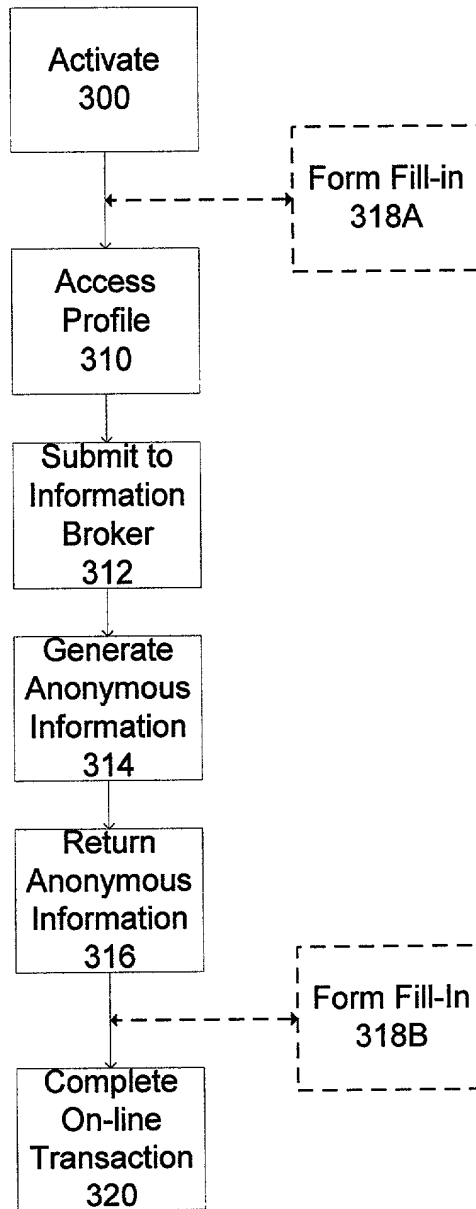 Activate
300
Form Fill-in
318A
Access
Profile
310
Submit to
Information
Broker
312
Generate
Anonymous
Information
314
Return
Anonymous
Information
316
Form Fill-In
318B
Complete
On-line
Transaction
320